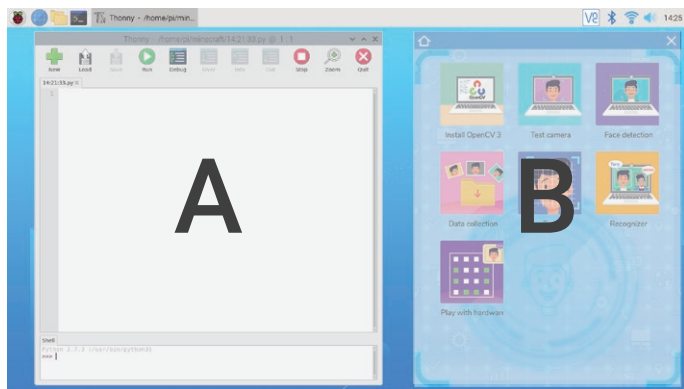 Thonny - /home/pi/min...
14:25
Thonny - /home/pi/minecraft/14:21:33.py @ 1 : 1
New Load Save Run Debug Over Into Out Stop Zoom Quit
14:21:33.py
1
A
Shell
Python 3.7.3 (/usr/bin/python3)
>>>
Install OpenCV 3
Test camera
Face detection
Data collection
Recognizer
B
Play with hardware